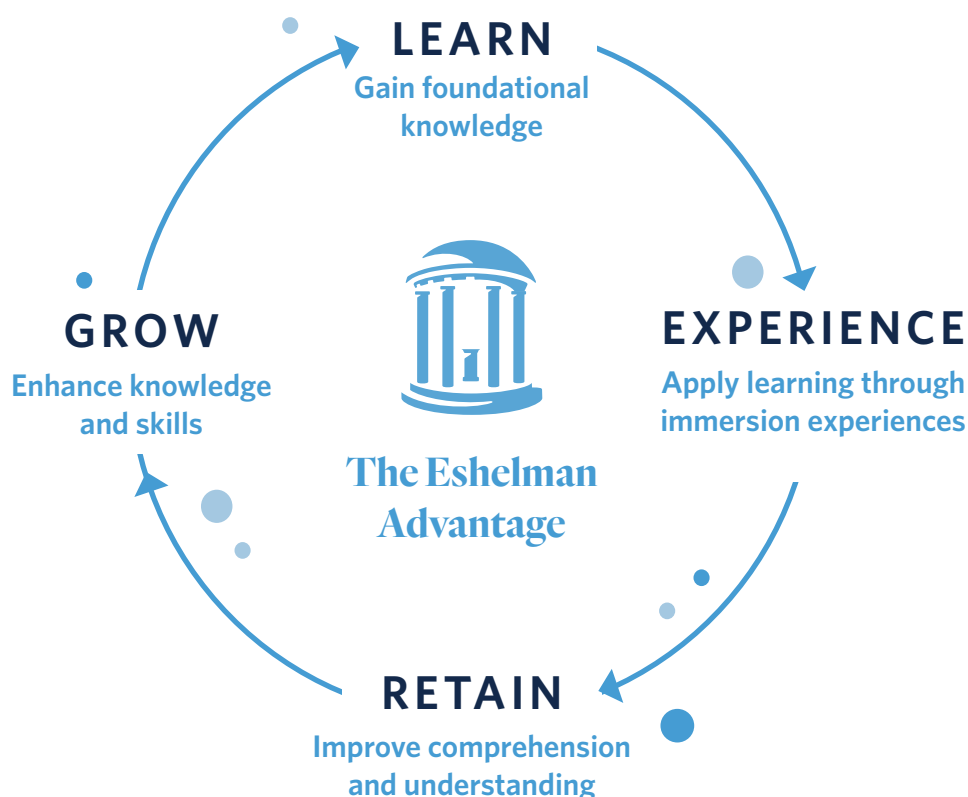 LEARN
Gain foundational
knowledge
EXPERIENCE
Apply learning through
immersion experiences
RETAIN
Improve comprehension
and understanding
GROW
Enhance knowledge
and skills
The Eshelman
Advantage